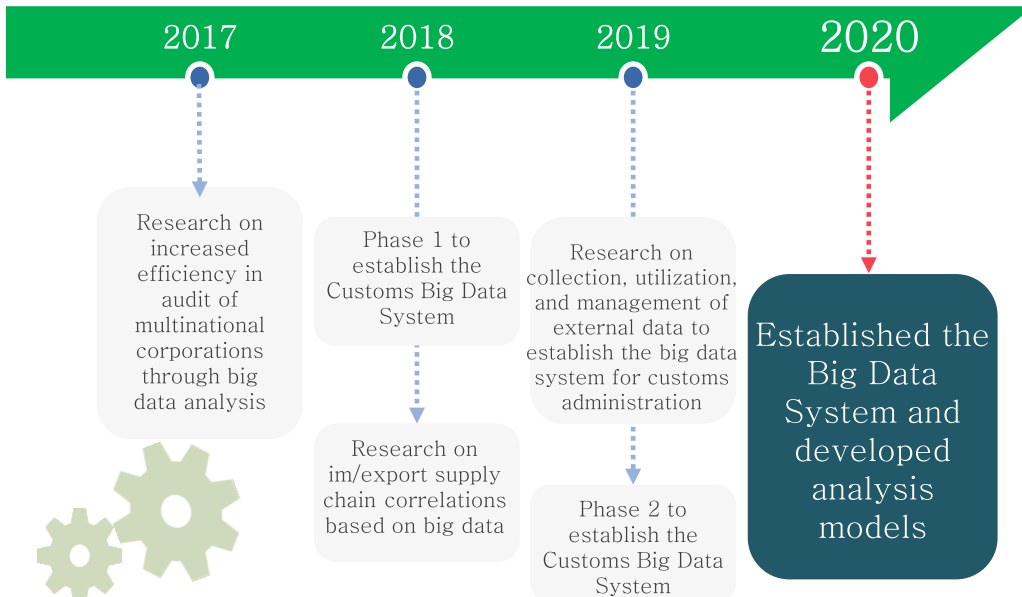 2017
2018
2019
2020
Research on
increased
efficiency in
audit of
multinational
corporations
through big
data analysis
Phase 1 to
establish the
Customs Big Data
System
Research on
im/export supply
chain correlations
based on big data
Research on
collection, utilization,
and management of
external data to
establish the big data
system for customs
administration
Phase 2 to
establish the
Customs Big Data
System
Established the
Big Data
System and
developed
analysis
models